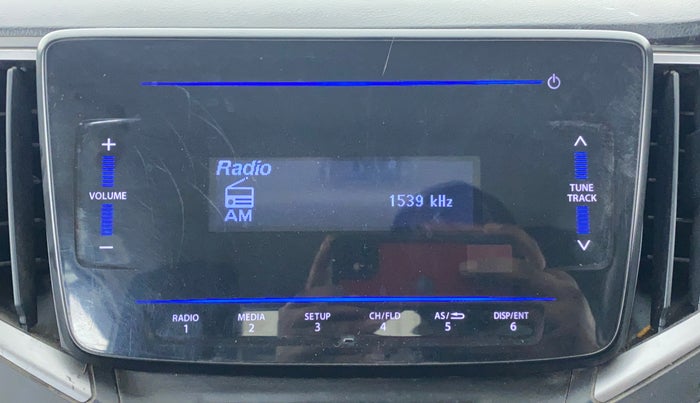 Radio
AM 1539 kHz
+
VOLUME
−
TUNE
TRACK
RADIO MEDIA SETUP CH/FLD AS/ DISP/ENT
1 2 3 4 5 6